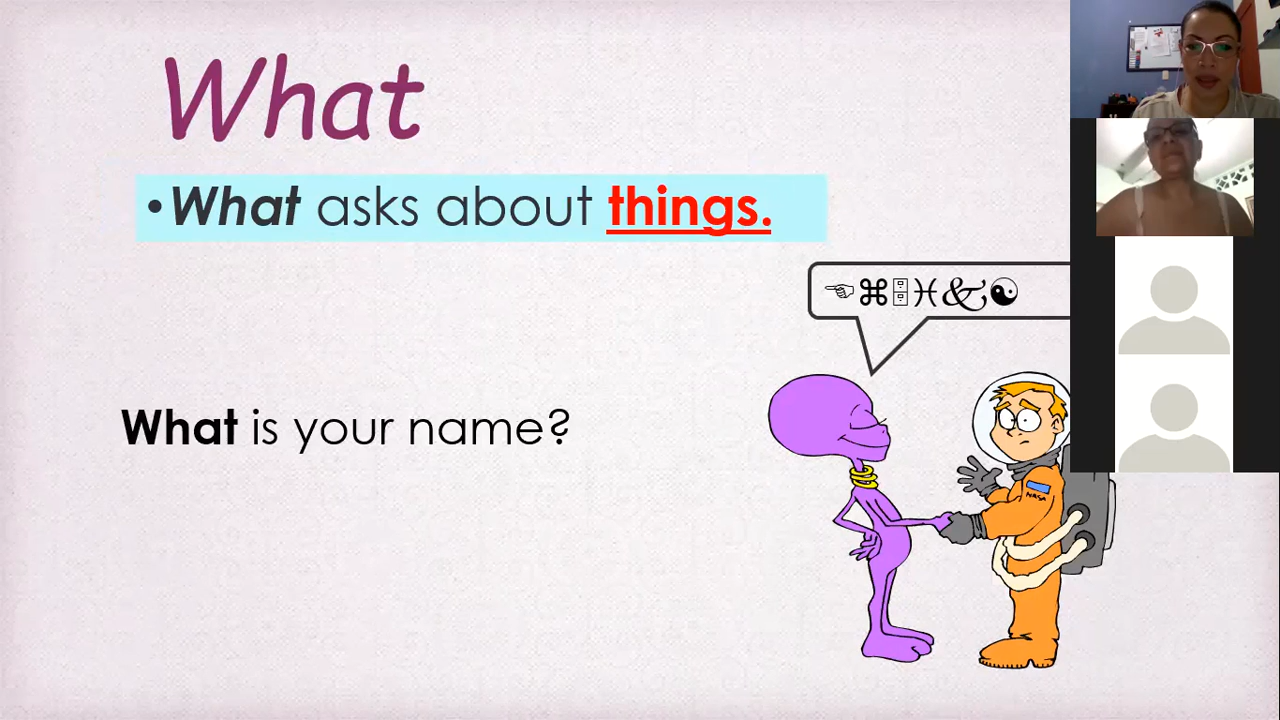 What
•What asks about things.
☜⌘🗄♓🙵☯
What is your name?
NASA